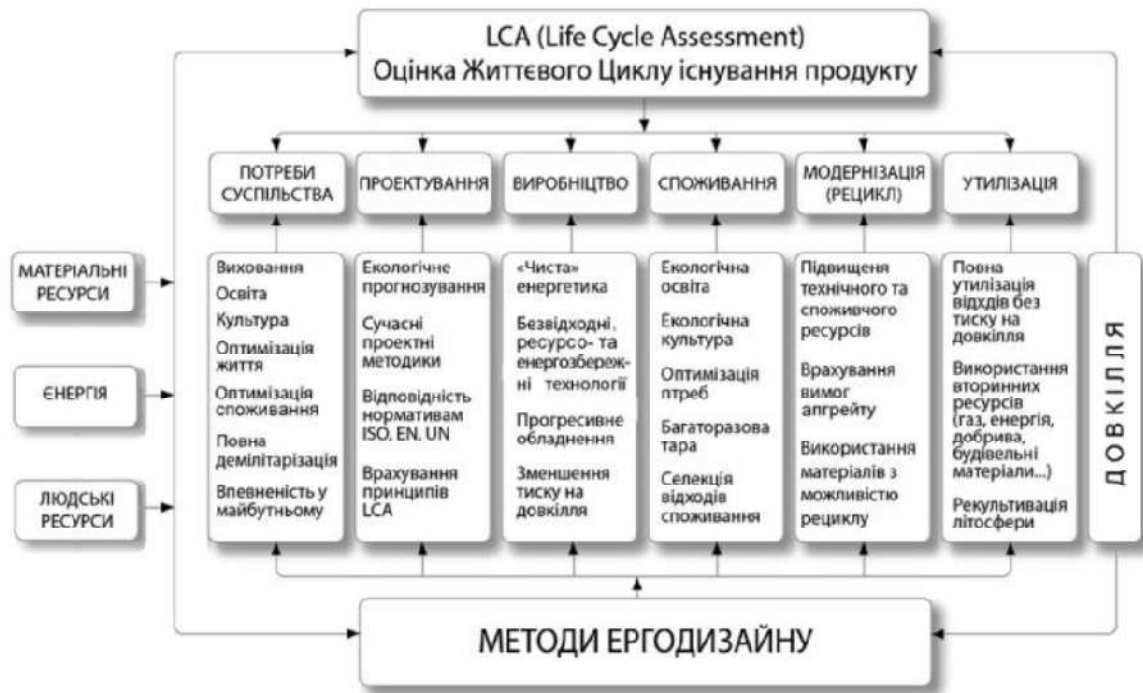 LCA (Life Cycle Assessment)
Оцінка Життєвого Циклу існування продукту
ПОТРЕБИ
СУСПІЛЬСТВА
ПРОЕКТУВАННЯ
ВИРОБНІЦТВО
СПОЖИВАННЯ
МОДЕРНІЗАЦІЯ
(РЕЦИКЛ)
УТИЛІЗАЦІЯ
МАТЕРІАЛЬНІ
РЕСУРСИ
ЄНЕРГІЯ
ЛЮДСЬКІ
РЕСУРСИ
Виховання
Освіта
Культура
Оптимізація
життя
Оптимізація
споживання
Повна
демілітарізація
Впевненість у
майбутньому
Екологічне
прогнозування
Сучасні
проектні
методики
Відповідність
нормативам
ISO, EN, UN
Врахування
принципів
LCA
«Чиста»
енергетика
Безвідходні,
ресурсо- та
енергозбереж-
ні технології
Прогресивне
обладнення
Зменшення
тиску на
довкілля
Екологічна
освіта
Екологічна
культура
Оптимізація
птреб
Багаторазова
тара
Селекція
відходів
споживання
Підвищеня
технічного та
споживчого
ресурсів
Врахування
вимог
апгрейту
Використання
матеріалів з
можливістю
рециклу
Повна
утилізація
відхдів без
тиску на
довкілля
Використання
вторинних
ресурсів
(газ, енергія,
добрива,
будівельні
матеріали...)
Рекультивація
літосфери
ДОВКІЛЛЯ
МЕТОДИ ЕРГОДИЗАЙНУ